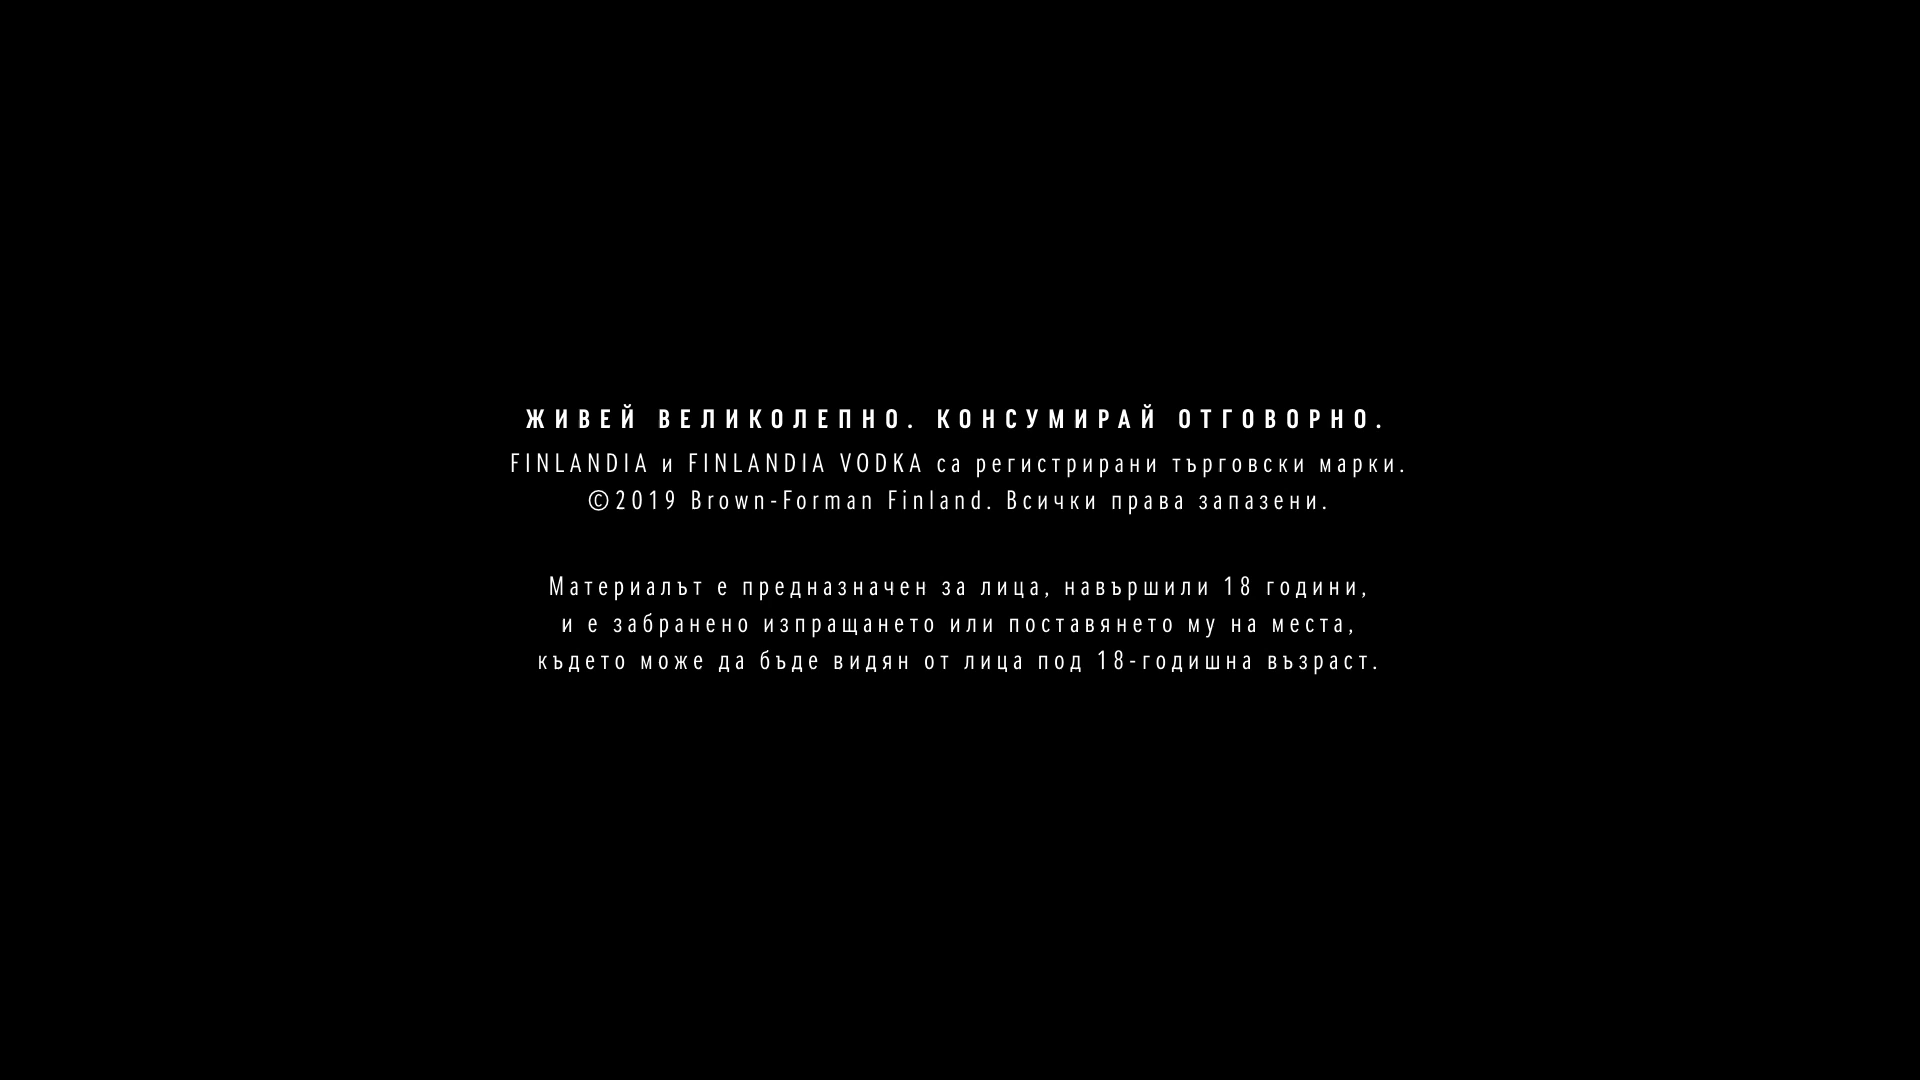 ЖИВЕЙ ВЕЛИКОЛЕПНО. КОНСУМИРАЙ ОТГОВОРНО.
FINLANDIA и FINLANDIA VODKA са регистрирани търговски марки.
©2019 Brown-Forman Finland. Всички права запазени.
Материалът е предназначен за лица, навършили 18 години,
и е забранено изпращането или поставянето му на места,
където може да бъде видян от лица под 18-годишна възраст.